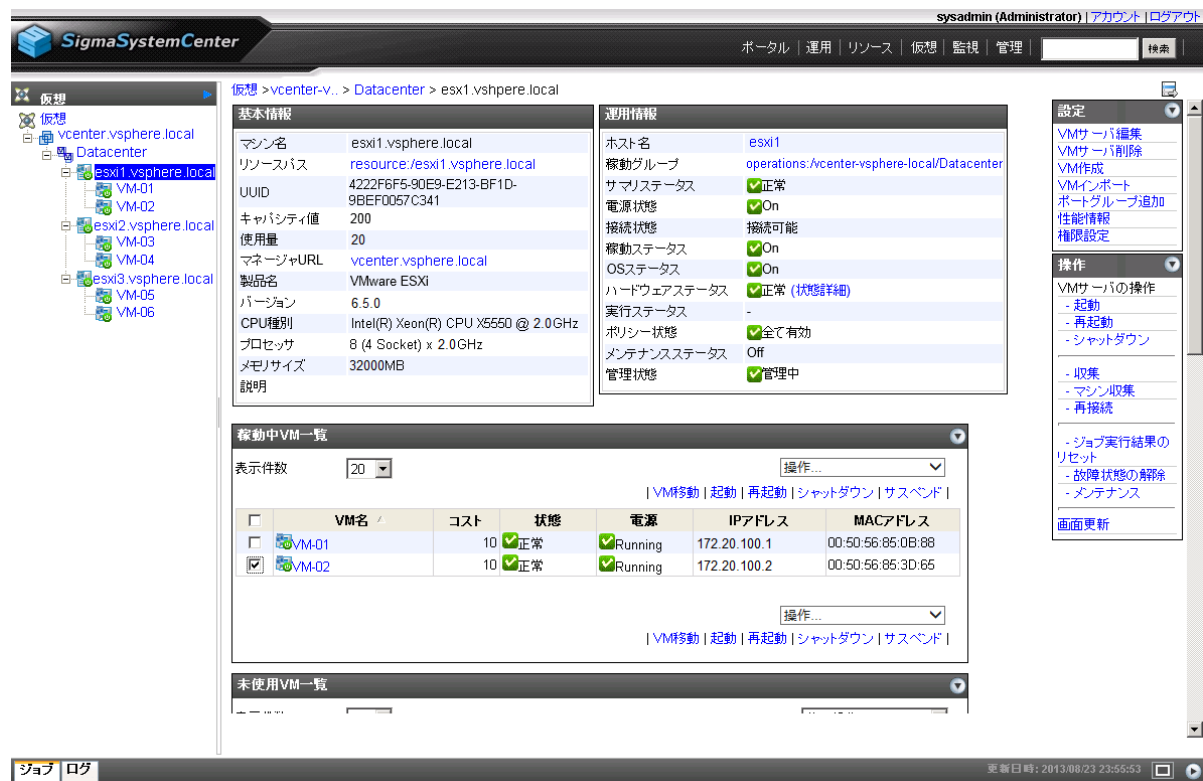 sysadmin (Administrator) | アカウント | ログアウト
SigmaSystemCenter
ポータル | 運用 | リソース | 仮想 | 監視 | 管理 | 検索
仮想
仮想
vcenter.vsphere.local
Datacenter
esxi1.vsphere.local
VM-01
VM-02
esxi2.vsphere.local
VM-03
VM-04
esxi3.vsphere.local
VM-05
VM-06
仮想 >vcenter-v.. > Datacenter > esx1.vshpere.local
基本情報
マシン名 esxi1.vsphere.local
リソースパス resource:/esxi1.vsphere.local
UUID 4222F6F5-90E9-E213-BF1D-
9BEF0057C341
キャパシティ値 200
使用量 20
マネージャURL vcenter.vsphere.local
製品名 VMware ESXi
バージョン 6.5.0
CPU種別 Intel(R) Xeon(R) CPU X5550 @ 2.0GHz
プロセッサ 8 (4 Socket) x 2.0GHz
メモリサイズ 32000MB
説明
運用情報
ホスト名 esxi1
稼動グループ operations:/vcenter-vsphere-local/Datacenter
サマリステータス 正常
電源状態 On
接続状態 接続可能
稼動ステータス On
OSステータス On
ハードウェアステータス 正常 (状態詳細)
実行ステータス -
ポリシー状態 全て有効
メンテナンスステータス Off
管理状態 管理中
稼動中VM一覧
表示件数 20 操作...
| VM移動 | 起動 | 再起動 | シャットダウン | サスペンド |
VM名 コスト 状態 電源 IPアドレス MACアドレス
VM-01 10 正常 Running 172.20.100.1 00:50:56:85:0B:88
VM-02 10 正常 Running 172.20.100.2 00:50:56:85:3D:65
操作...
| VM移動 | 起動 | 再起動 | シャットダウン | サスペンド |
未使用VM一覧
設定
VMサーバ編集
VMサーバ削除
VM作成
VMインポート
ポートグループ追加
性能情報
権限設定
操作
VMサーバの操作
- 起動
- 再起動
- シャットダウン
- 収集
- マシン収集
- 再接続
- ジョブ実行結果の
リセット
- 故障状態の解除
- メンテナンス
画面更新
ジョブ ログ
更新日時: 2013/08/23 23:55:53